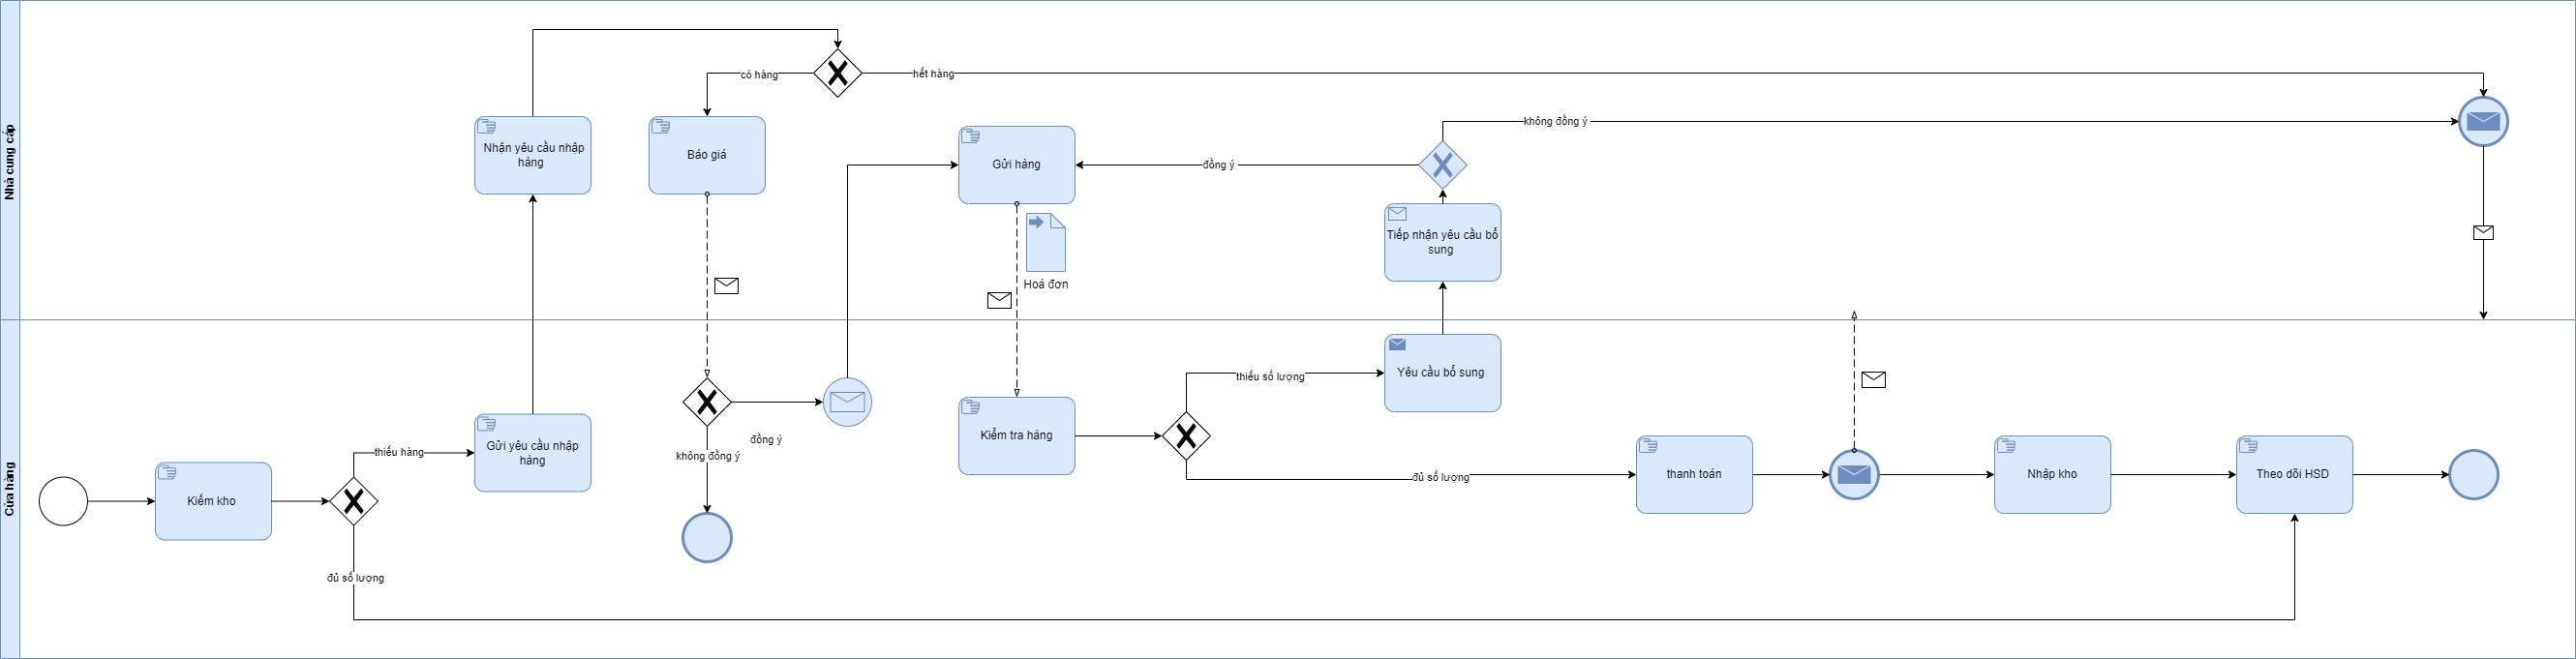 Nhà cung cấp
có hàng
hết hàng
không đồng ý
Nhận yêu cầu nhập
hàng
Báo giá
Gửi hàng
đồng ý
Tiếp nhận yêu cầu bổ
sung
Hoá đơn
Cửa hàng
thiếu số lượng
Yêu cầu bổ sung
Kiểm tra hàng
đồng ý
không đồng ý
Gửi yêu cầu nhập
hàng
thiếu hàng
Kiểm kho
đủ số lượng
thanh toán
Nhập kho
Theo dõi HSD
đủ số lượng